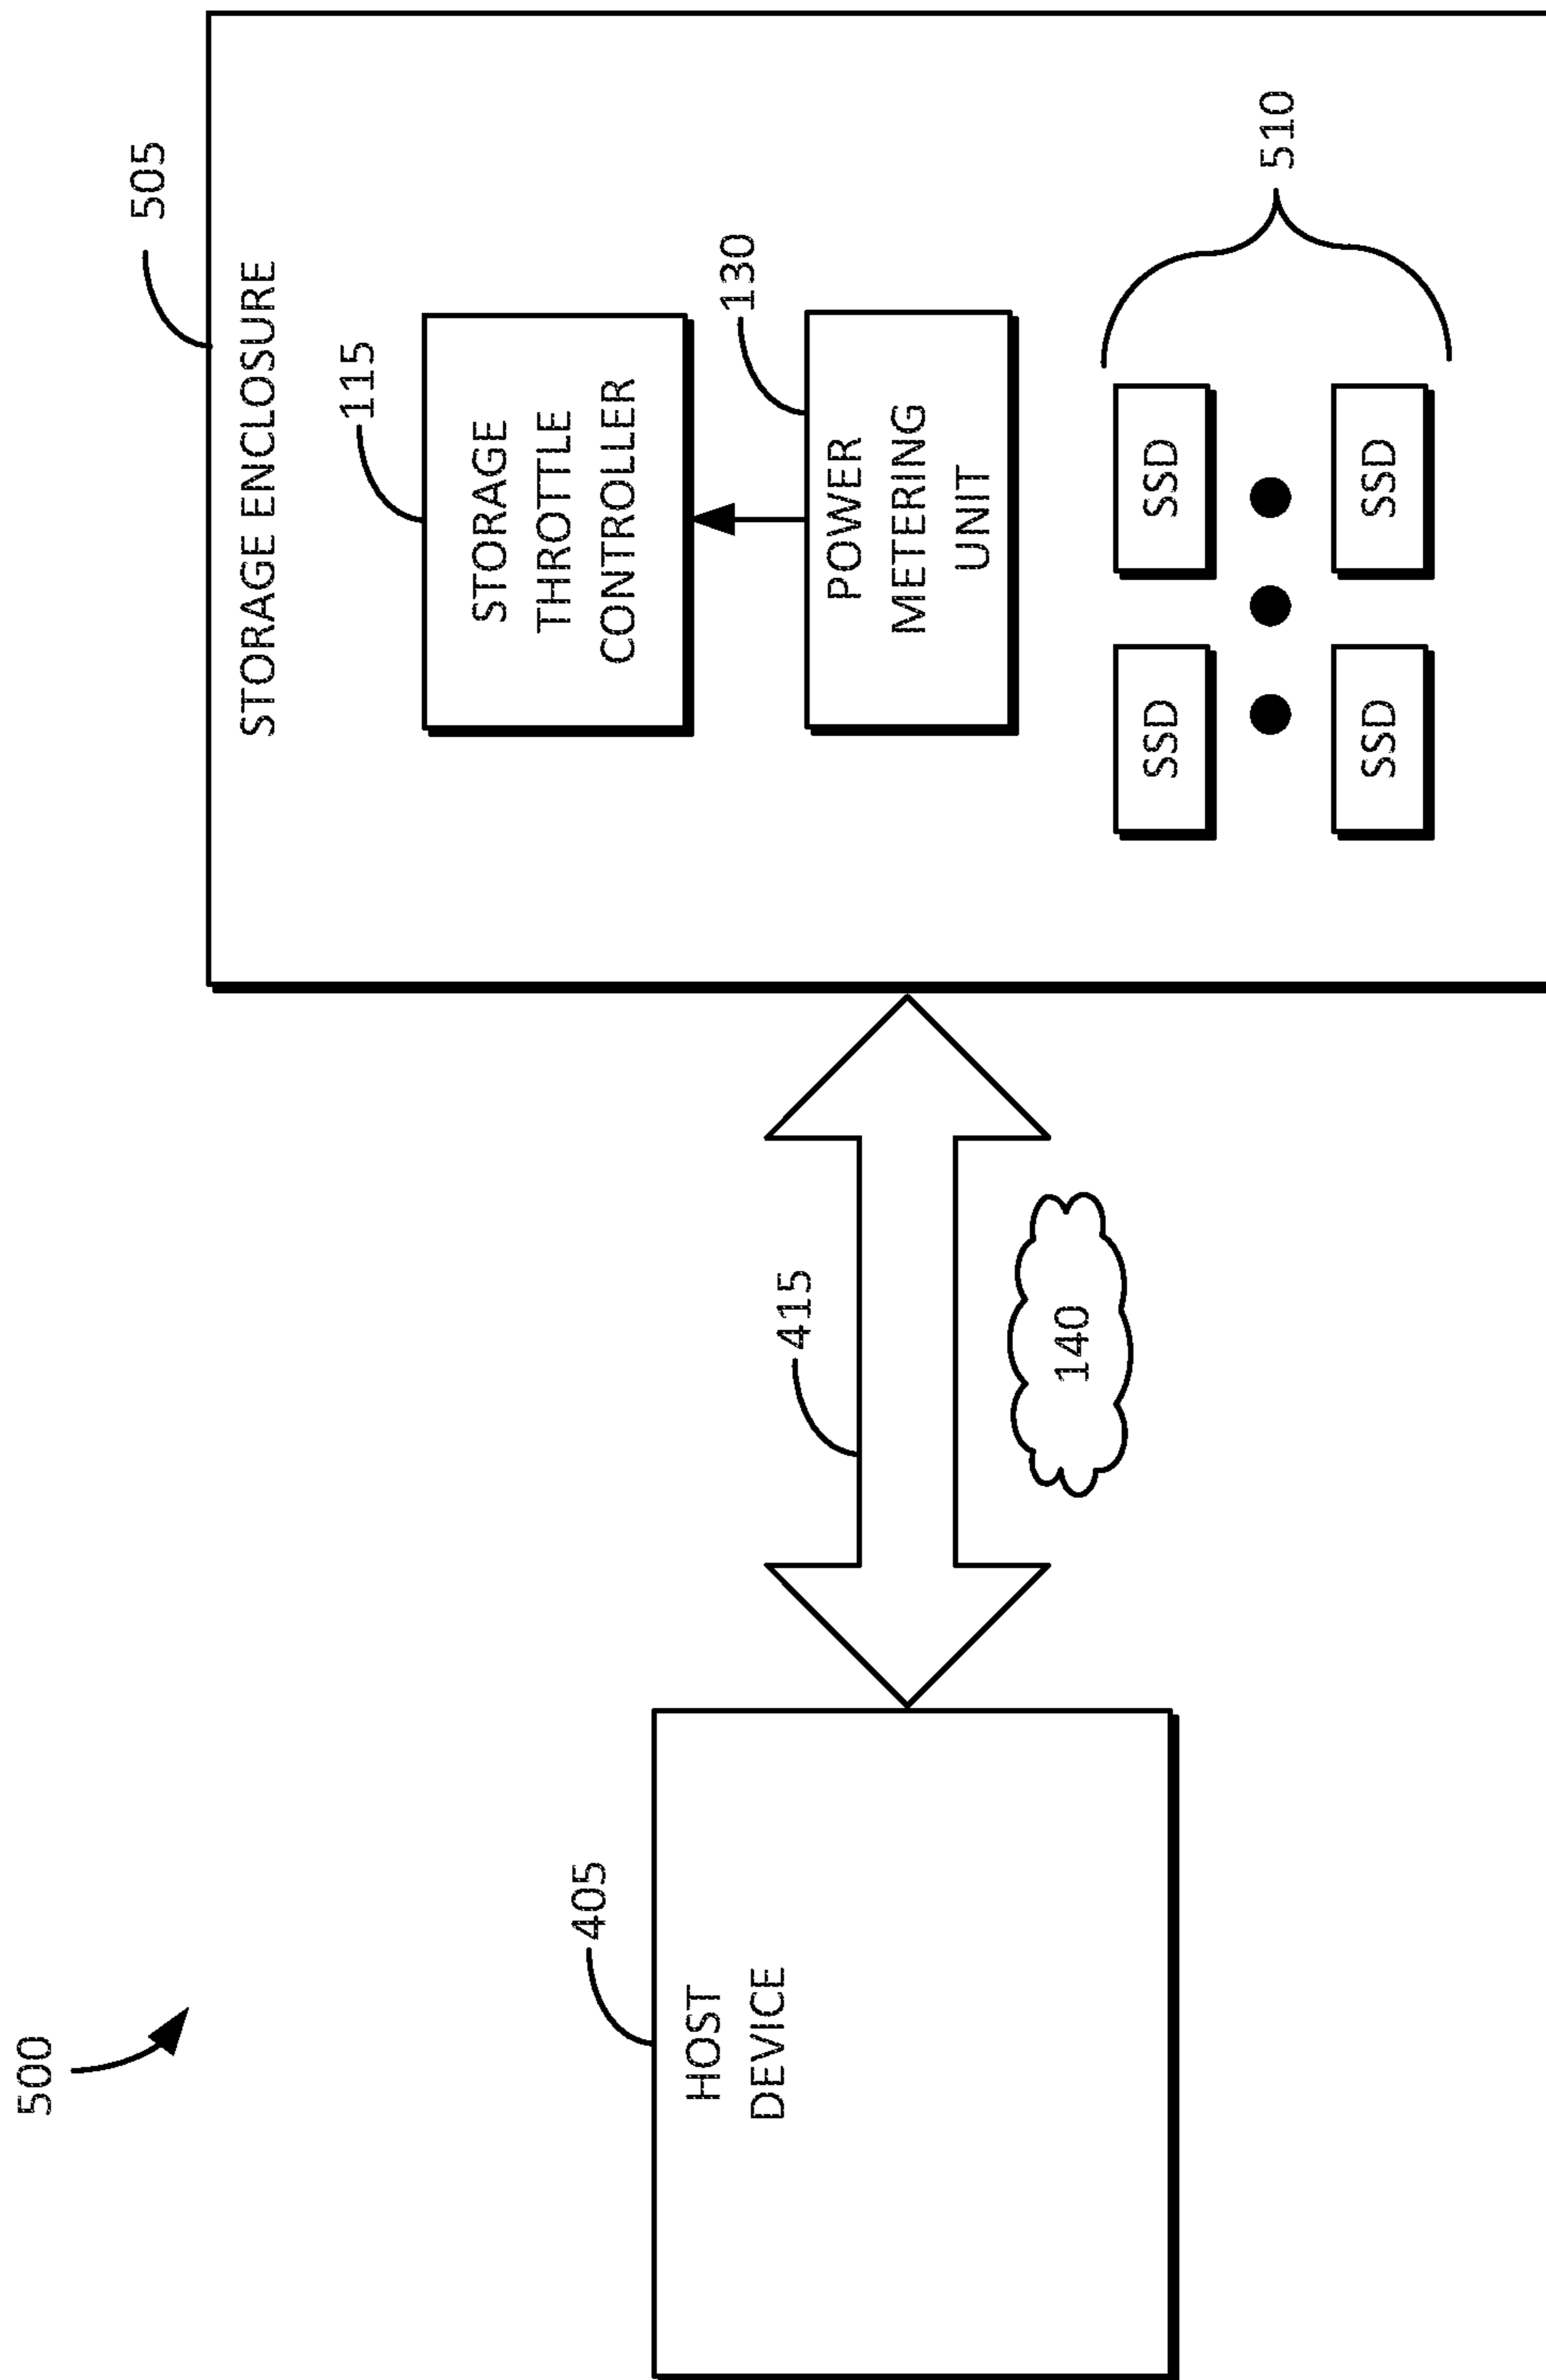 500
405
HOST
DEVICE
415
140
505
STORAGE ENCLOSURE
115
STORAGE
THROTTLE
CONTROLLER
130
POWER
METERING
UNIT
SSD
SSD
SSD
SSD
510